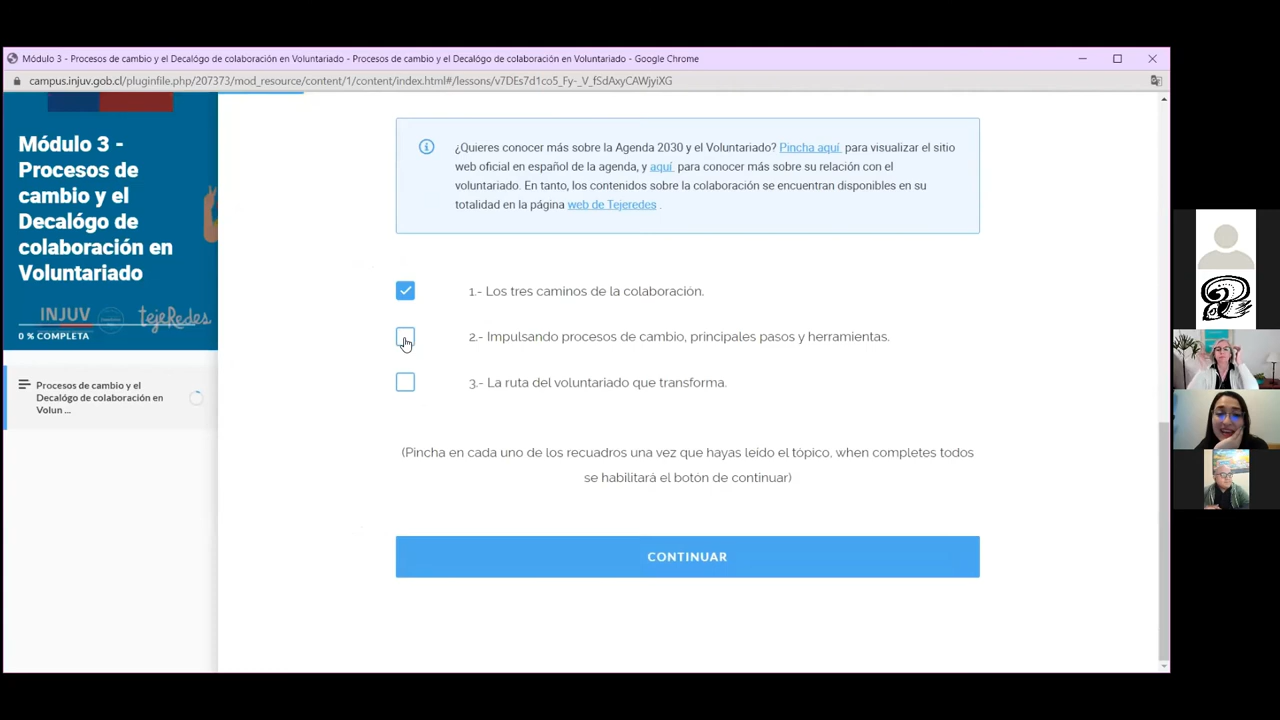 Módulo 3 - Procesos de cambio y el Decalógo de colaboración en Voluntariado - Procesos de cambio y el Decalógo de colaboración en Voluntariado - Google Chrome
campus.injuv.gob.cl/pluginfile.php/207373/mod_resource/content/1/content/index.html#/lessons/v7DEs7d1co5_Fy-_V_fSdAxyCAWjyiXG
Módulo 3 -
Procesos de
cambio y el
Decalógo de
colaboración en
Voluntariado
INJUV tejeRedes
0 % COMPLETA
Procesos de cambio y el
Decalógo de colaboración en
Volun ...
¿Quieres conocer más sobre la Agenda 2030 y el Voluntariado? Pincha aquí para visualizar el sitio
web oficial en español de la agenda, y aquí para conocer más sobre su relación con el
voluntariado. En tanto, los contenidos sobre la colaboración se encuentran disponibles en su
totalidad en la página web de Tejeredes .
1.- Los tres caminos de la colaboración.
2.- Impulsando procesos de cambio, principales pasos y herramientas.
3.- La ruta del voluntariado que transforma.
(Pincha en cada uno de los recuadros una vez que hayas leído el tópico, when completes todos
se habilitará el botón de continuar)
CONTINUAR